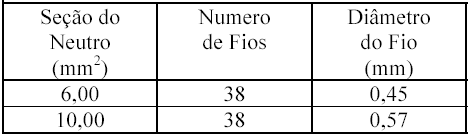 Seção do Neutro (mm²) Numero de Fios Diâmetro do Fio (mm)
6,00 38 0,45
10,00 38 0,57